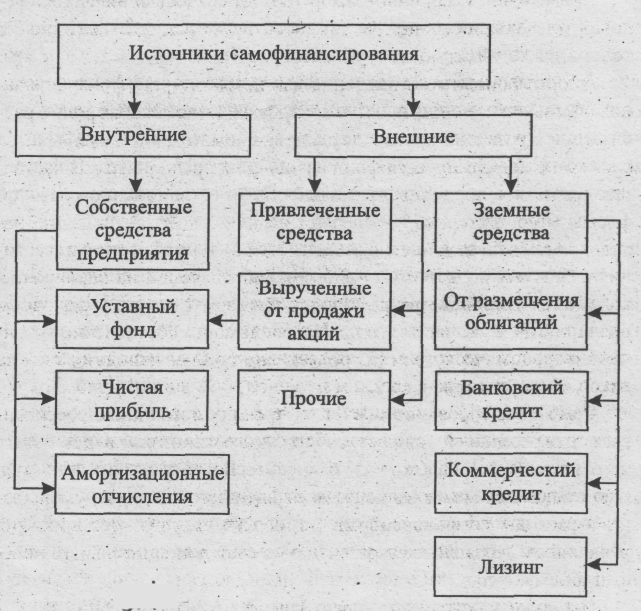 Источники самофинансирования
Внутренние
Внешние
Собственные
средства
предприятия
Привлеченные
средства
Заемные
средства
Уставный
фонд
Вырученные
от продажи
акций
От размещения
облигаций
Чистая
прибыль
Прочие
Банковский
кредит
Амортизационные
отчисления
Коммерческий
кредит
Лизинг